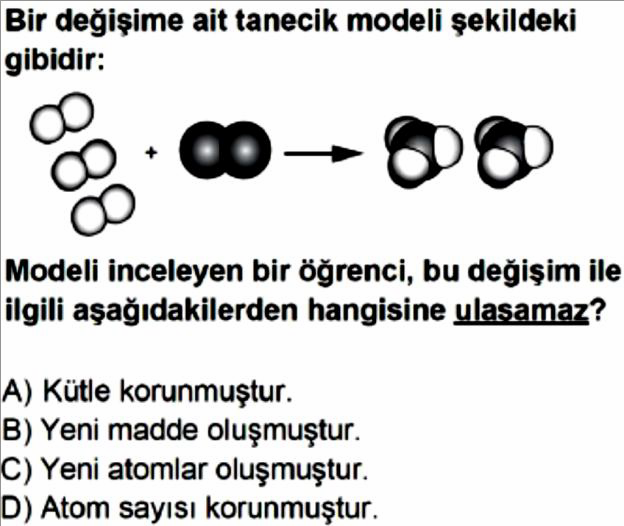 Bir değişime ait tanecik modeli şekildeki
gibidir:
+
Modeli inceleyen bir öğrenci, bu değişim ile
ilgili aşağıdakilerden hangisine ulaşamaz?
A) Kütle korunmuştur.
B) Yeni madde oluşmuştur.
C) Yeni atomlar oluşmuştur.
D) Atom sayısı korunmuştur.